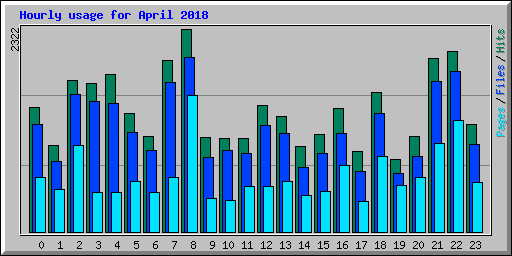 Hourly usage for April 2018
2322
Pages / Files / Hits
0 1 2 3 4 5 6 7 8 9 10 11 12 13 14 15 16 17 18 19 20 21 22 23